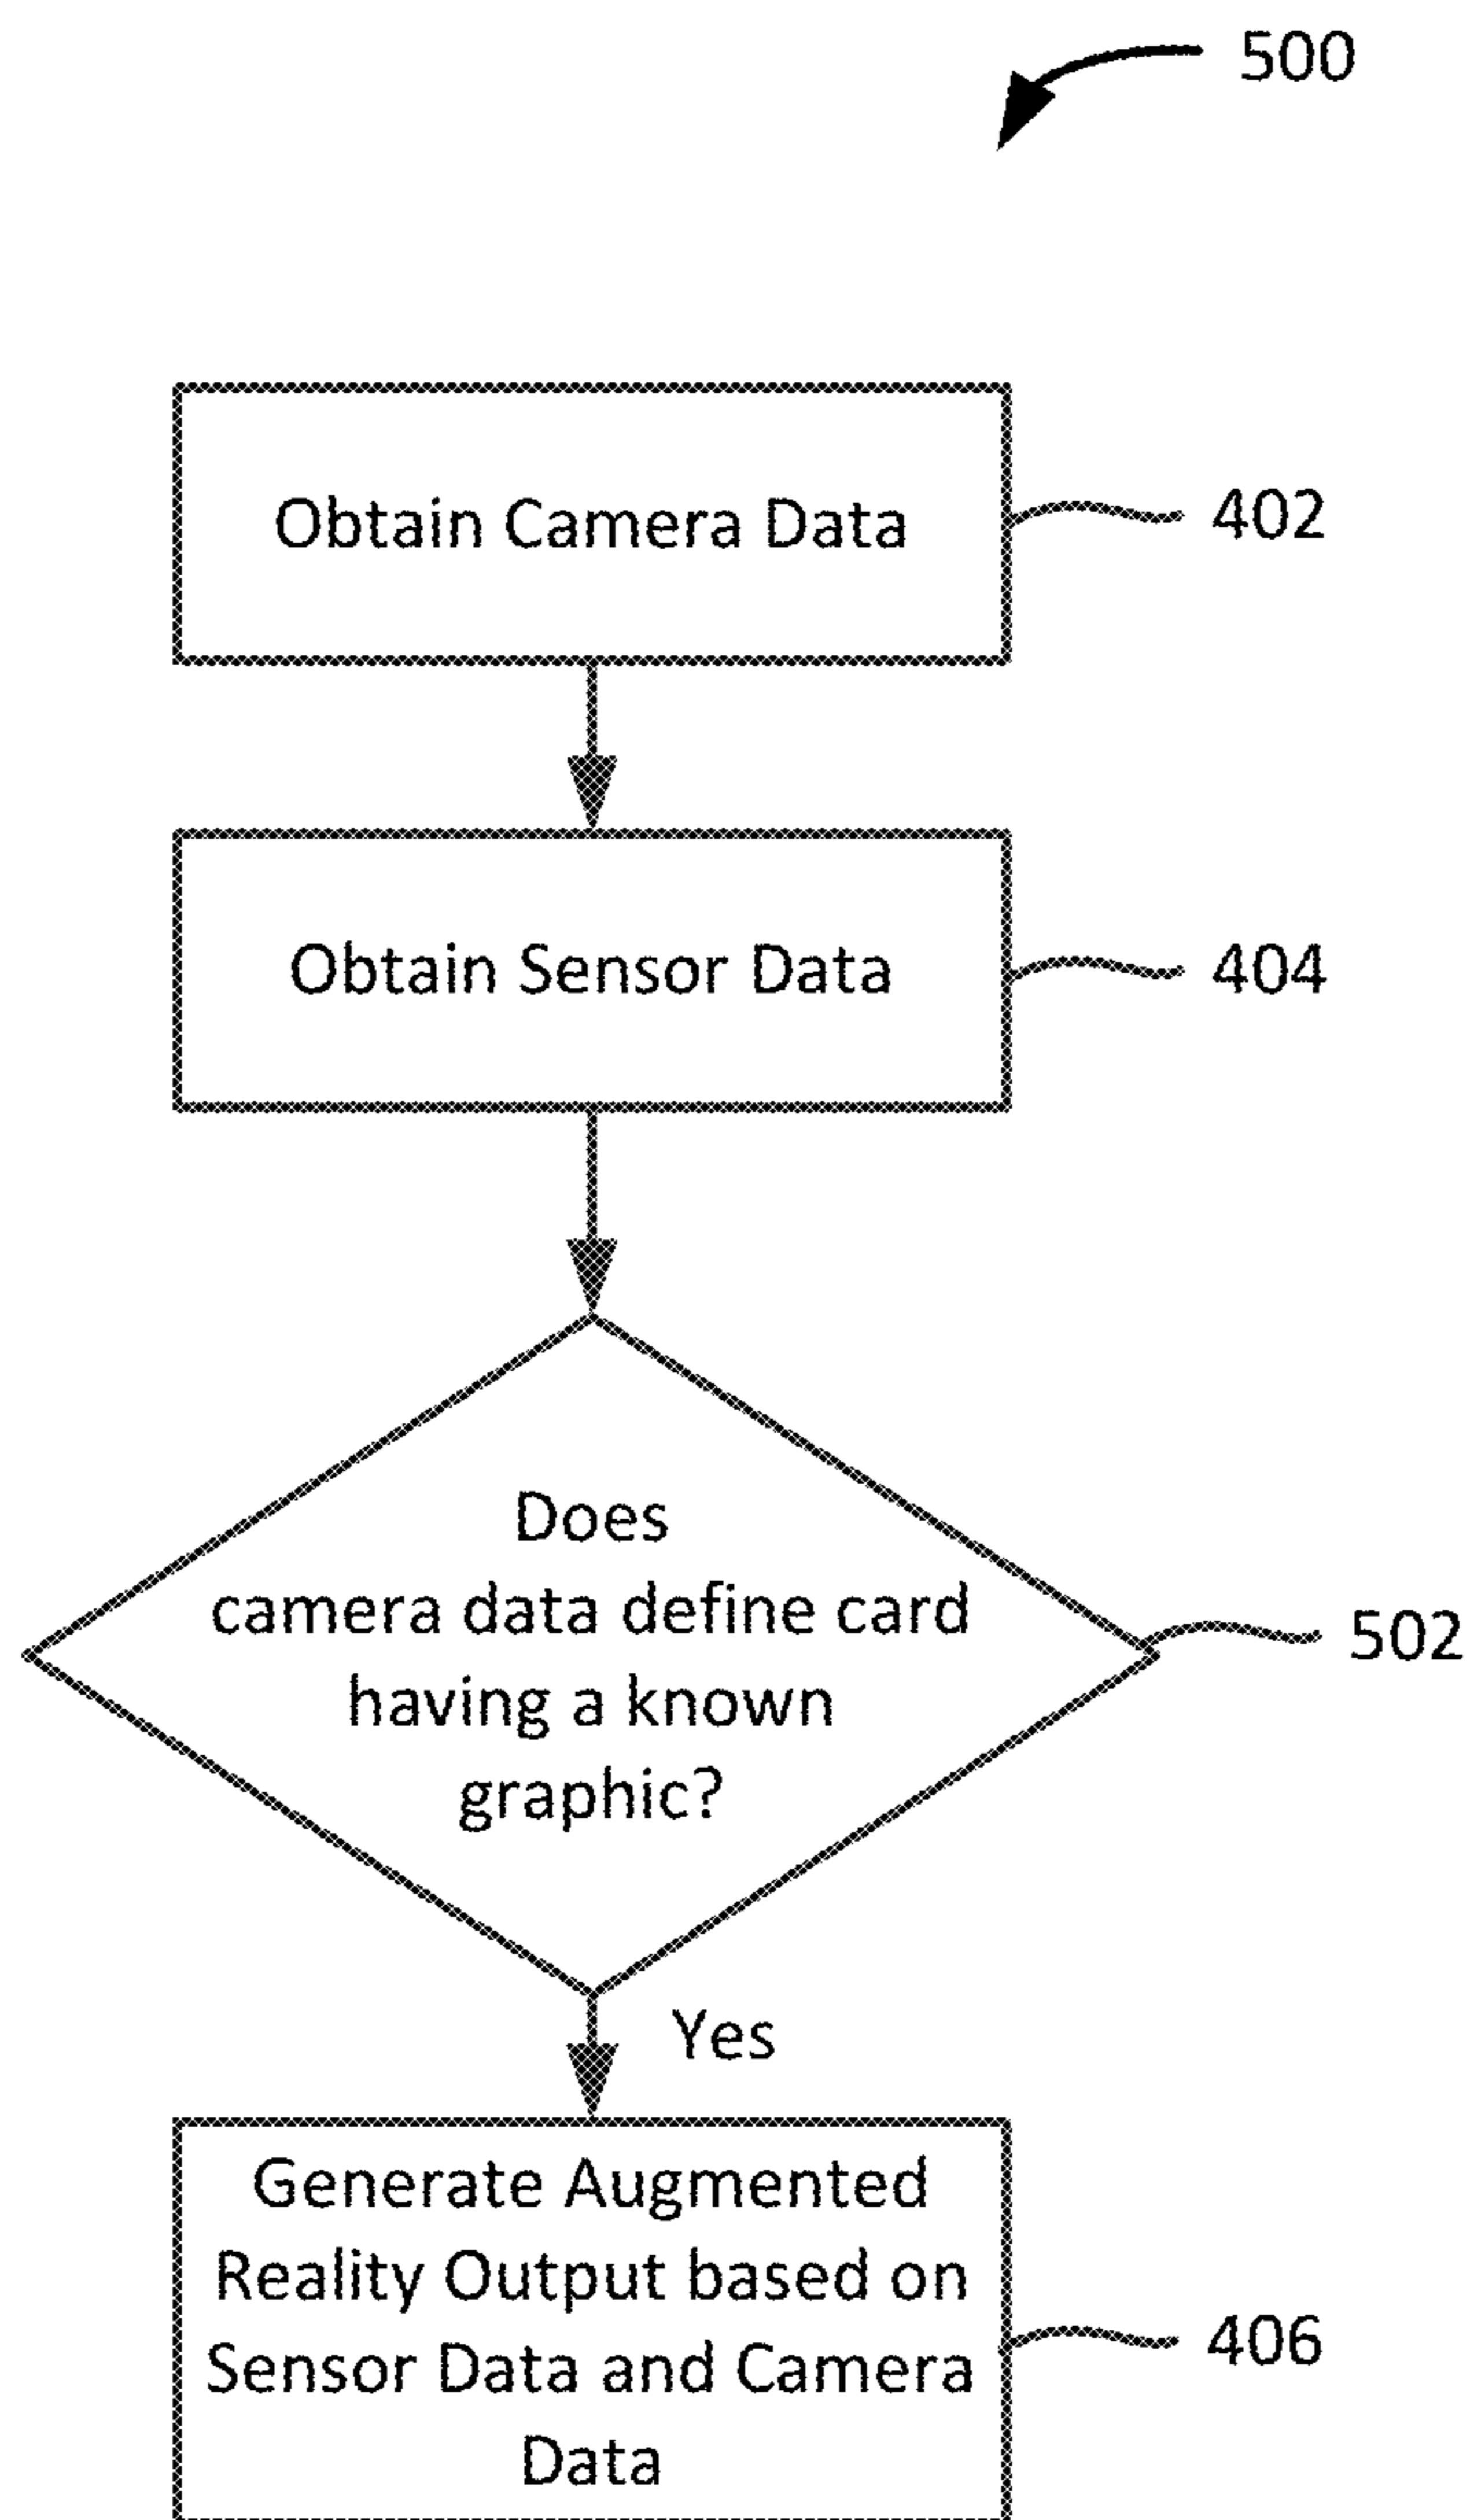 500
Obtain Camera Data
402
Obtain Sensor Data
404
Does
camera data define card
having a known
graphic?
502
Yes
Generate Augmented
Reality Output based on
Sensor Data and Camera
Data
406